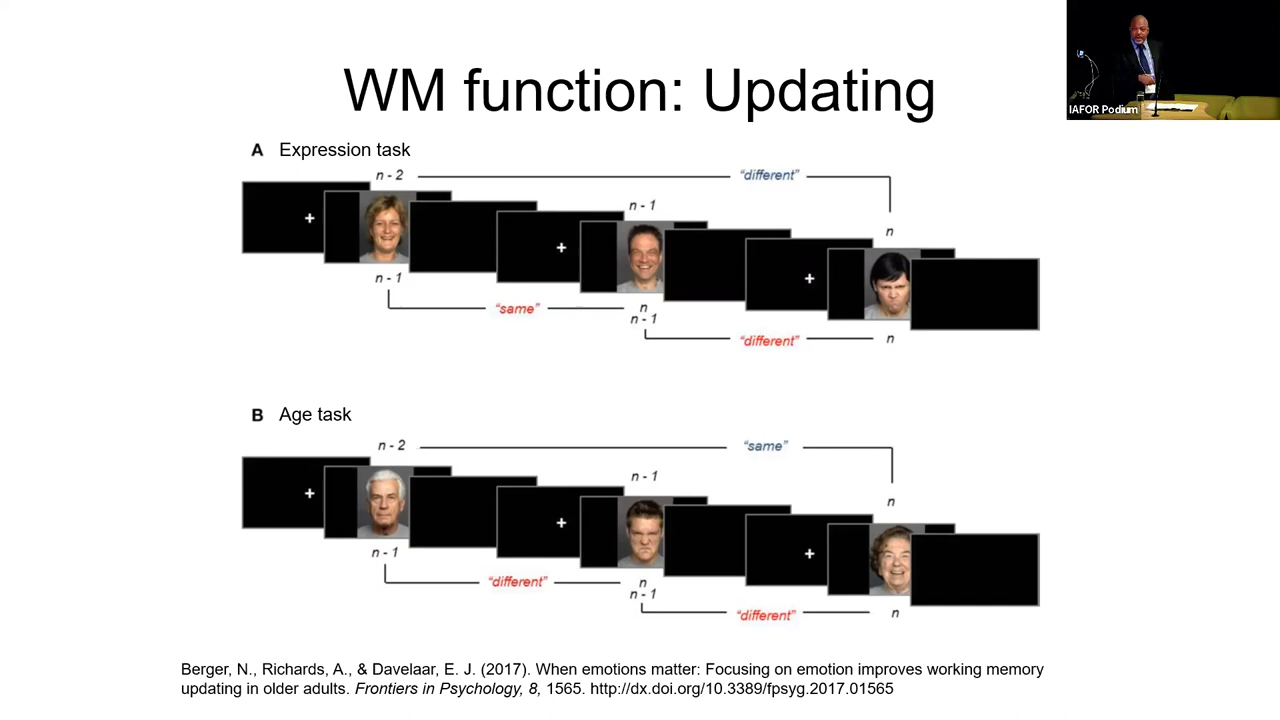 IAFOR Podium
WM function: Updating
A Expression task
n - 2
"different"
n - 1
n
n - 1
"same"
n
n - 1
"different"
n
B Age task
n - 2
"same"
n - 1
n
n - 1
"different"
n
n - 1
"different"
n
Berger, N., Richards, A., & Davelaar, E. J. (2017). When emotions matter: Focusing on emotion improves working memory
updating in older adults. Frontiers in Psychology, 8, 1565. http://dx.doi.org/10.3389/fpsyg.2017.01565